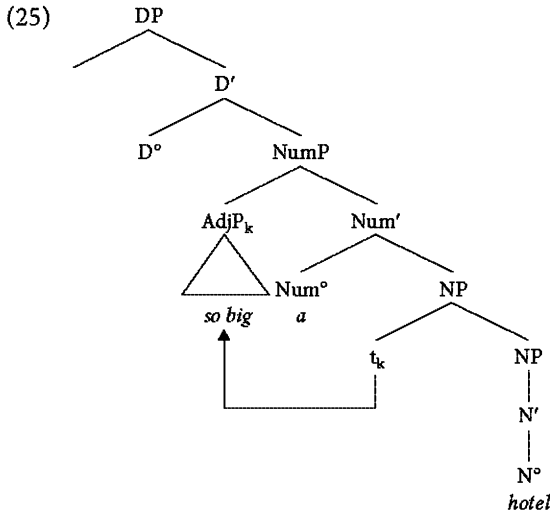 (25) DP
D′
D° NumP
AdjPₖ Num′
Num° NP
so big a
tₖ NP
N′
N°
hotel